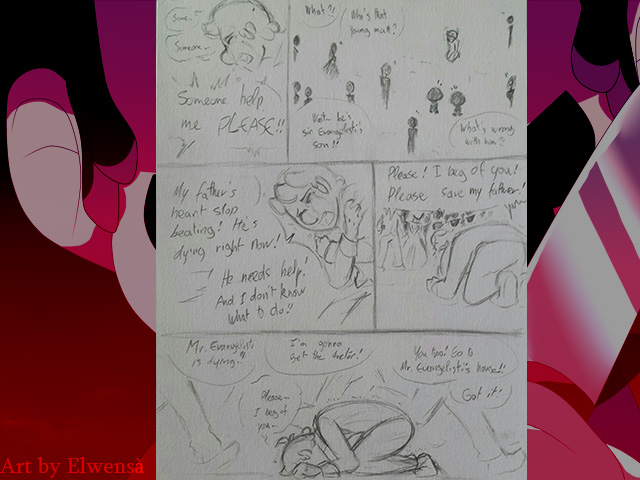 Some...
Someone...
Someone help
me PLEASE!!
What?!
Who's that
young man?
Wait... he's
sir Evangelisti's
son!!
What's wrong
with him?
My father's
heart stop
beating! He's
dying right now!
He needs help!
And I don't know
what to do!!
Please! I beg of you!
Please save my father!
Mr. Evangelisti
is dying?!
I'm gonna
get the doctor!
You two! Go to
Mr. Evangelisti's house!!
Got it!
Please...
I beg of
you...
Art by Elwensà